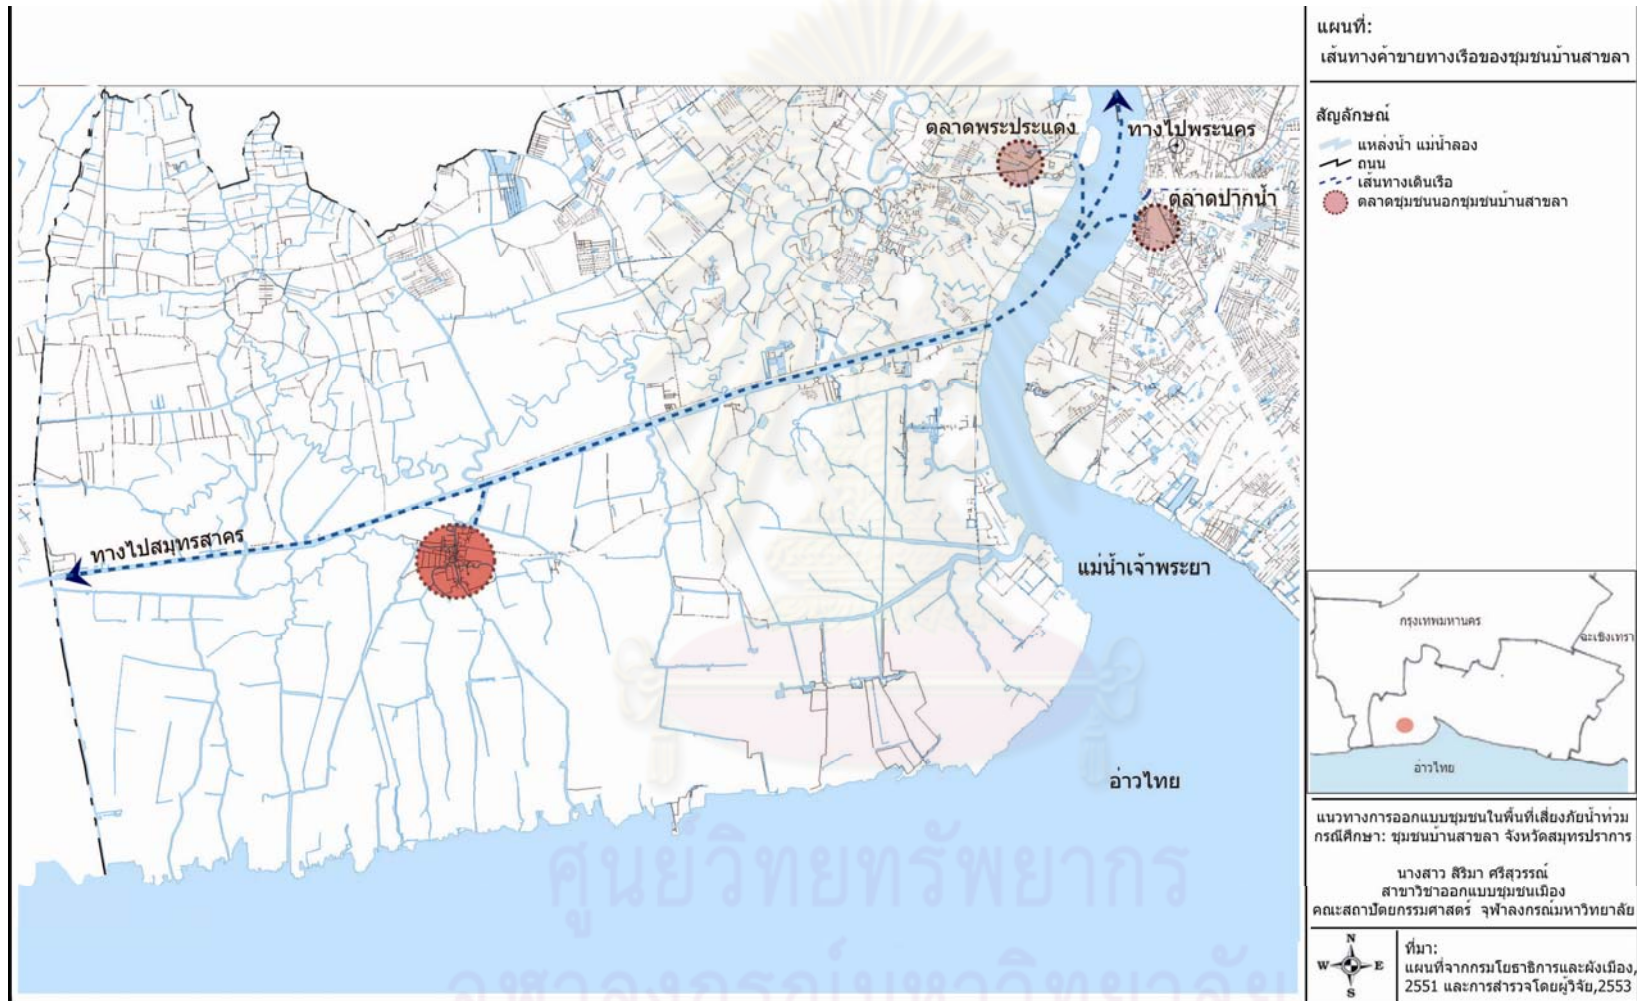 แผนที่:
เส้นทางค้าขายทางเรือของชุมชนบ้านสาขลา
สัญลักษณ์
แหล่งน้ำ แม่น้ำลอง
ถนน
เส้นทางเดินเรือ
ตลาดชุมชนนอกชุมชนบ้านสาขลา
ตลาดพระประแดง
ทางไปพระนคร
ตลาดปากน้ำ
ทางไปสมุทรสาคร
แม่น้ำเจ้าพระยา
อ่าวไทย
กรุงเทพมหานคร
ฉะเชิงเทรา
อ่าวไทย
แนวทางการออกแบบชุมชนในพื้นที่เสี่ยงภัยน้ำท่วม
กรณีศึกษา: ชุมชนบ้านสาขลา จังหวัดสมุทรปราการ
นางสาว สิริมา ศรีสุวรรณ์
สาขาวิชาออกแบบชุมชนเมือง
คณะสถาปัตยกรรมศาสตร์ จุฬาลงกรณ์มหาวิทยาลัย
N
W E
S
ที่มา:
แผนที่จากกรมโยธาธิการและผังเมือง,
2551 และการสำรวจโดยผู้วิจัย,2553
ศูนย์วิทยทรัพยากร
จุฬาลงกรณ์มหาวิทยาลัย